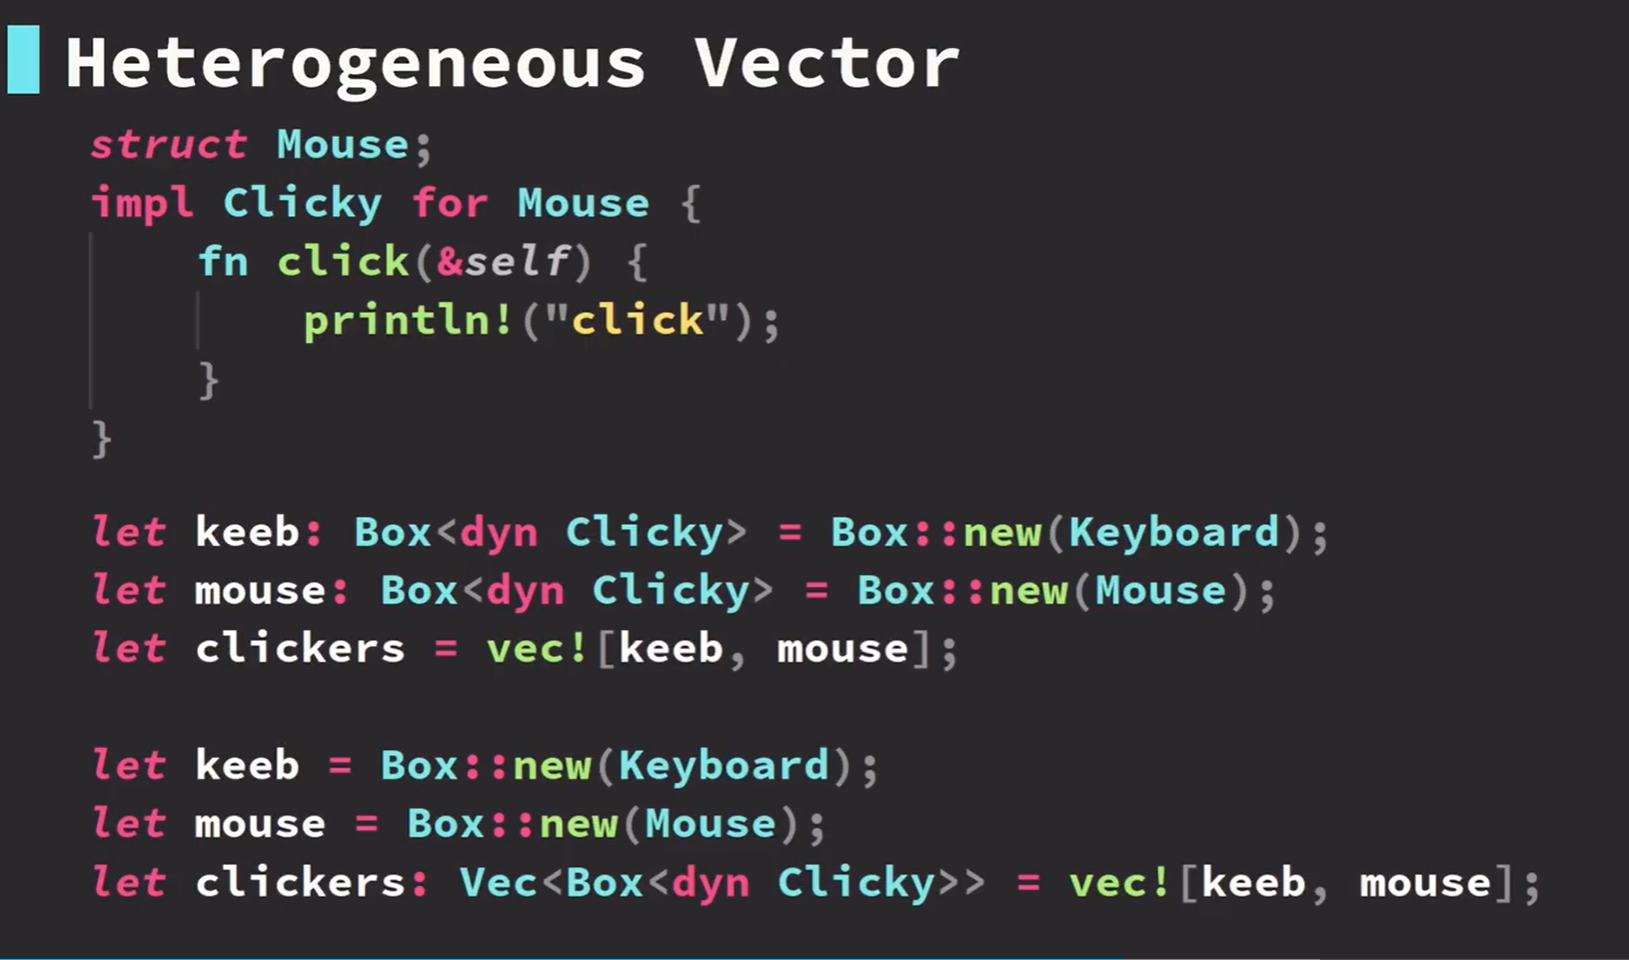 Heterogeneous Vector
struct Mouse;
impl Clicky for Mouse {
    fn click(&self) {
        println!("click");
    }
}
let keeb: Box<dyn Clicky> = Box::new(Keyboard);
let mouse: Box<dyn Clicky> = Box::new(Mouse);
let clickers = vec![keeb, mouse];
let keeb = Box::new(Keyboard);
let mouse = Box::new(Mouse);
let clickers: Vec<Box<dyn Clicky>> = vec![keeb, mouse];